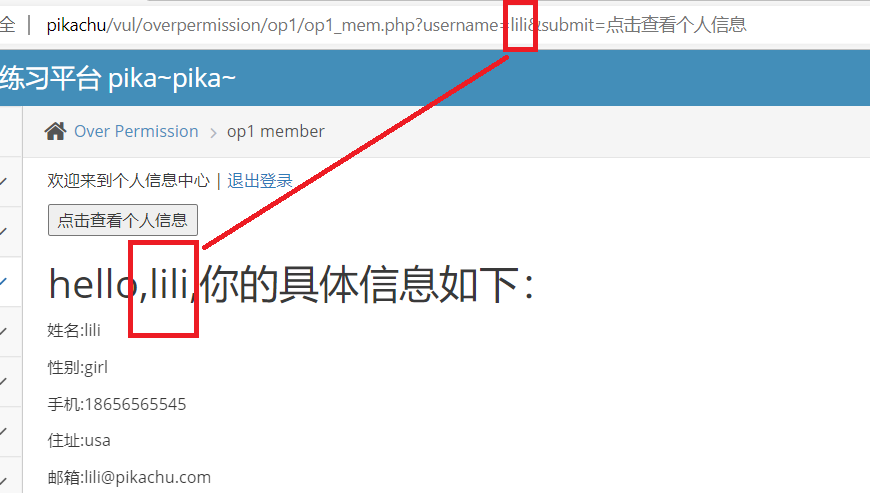 全 | pikachu/vul/overpermission/op1/op1_mem.php?username=lili&submit=点击查看个人信息
练习平台 pika~pika~
Over Permission > op1 member
欢迎来到个人信息中心 | 退出登录
点击查看个人信息
hello,lili,你的具体信息如下:
姓名:lili
性别:girl
手机:18656565545
住址:usa
邮箱:lili@pikachu.com